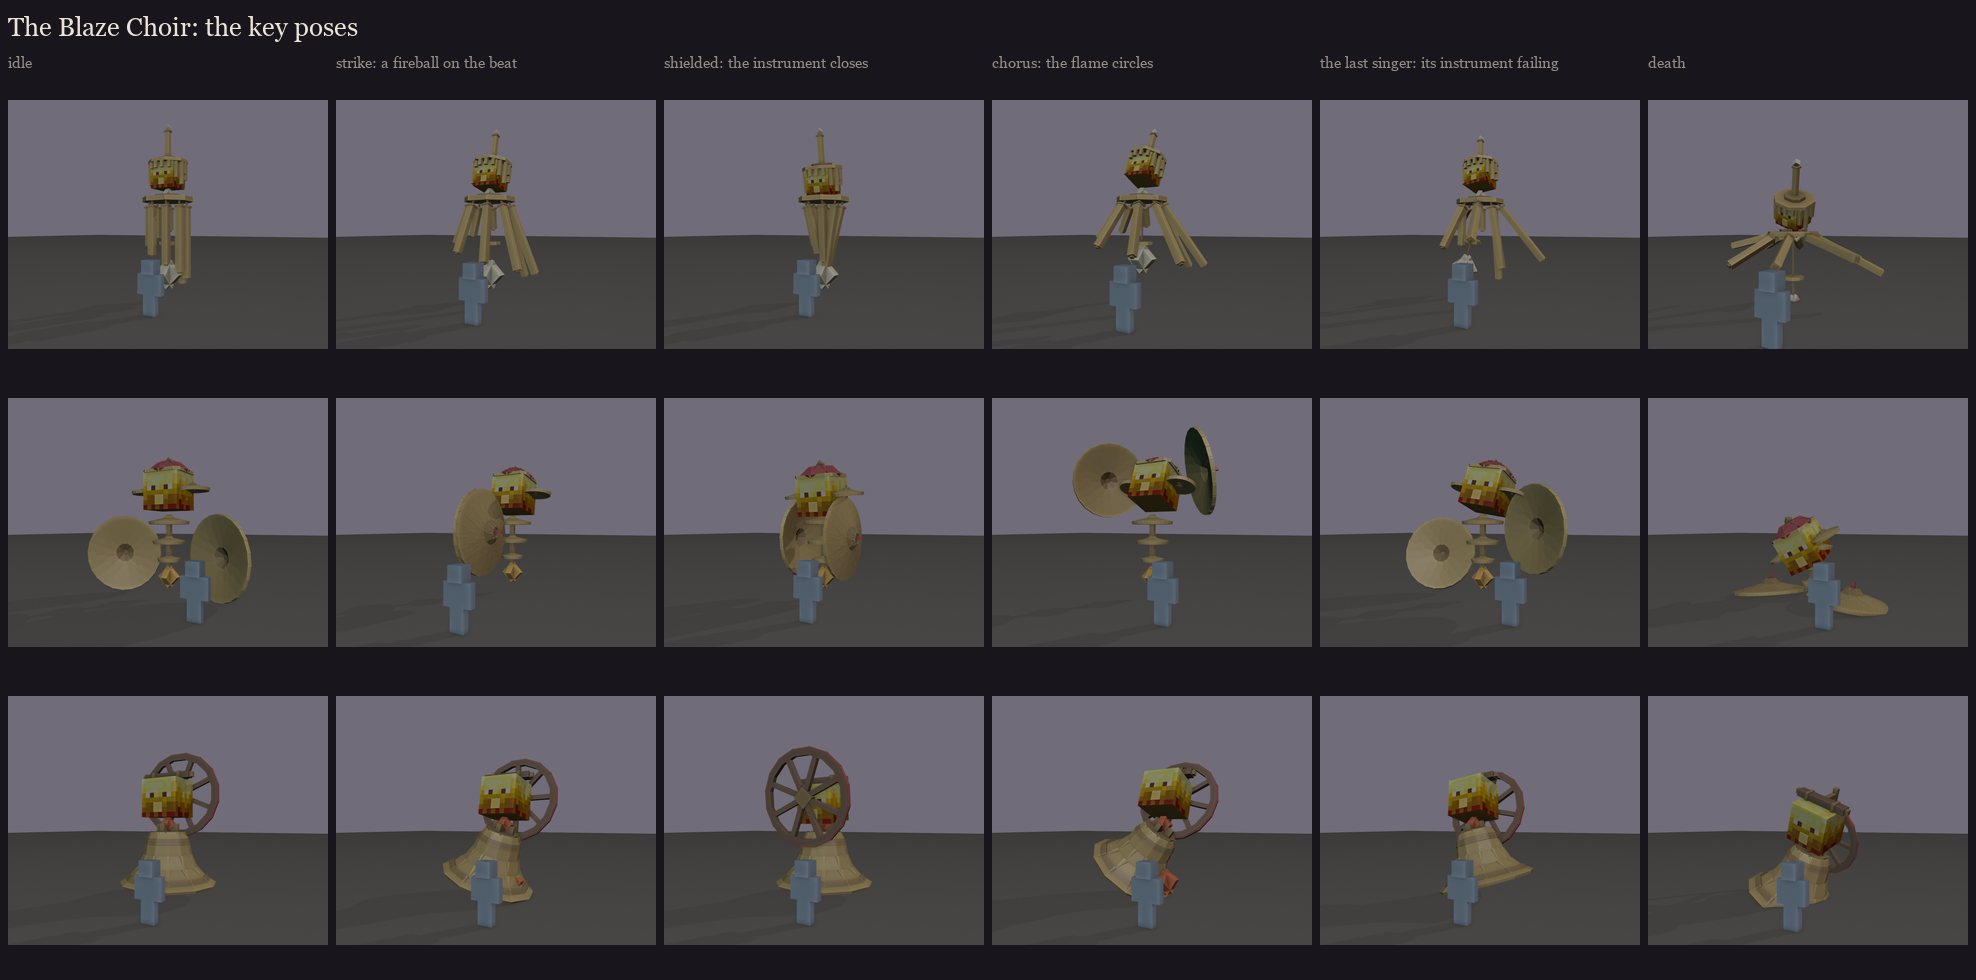 The Blaze Choir: the key poses
idle
strike: a fireball on the beat
shielded: the instrument closes
chorus: the flame circles
the last singer: its instrument failing
death